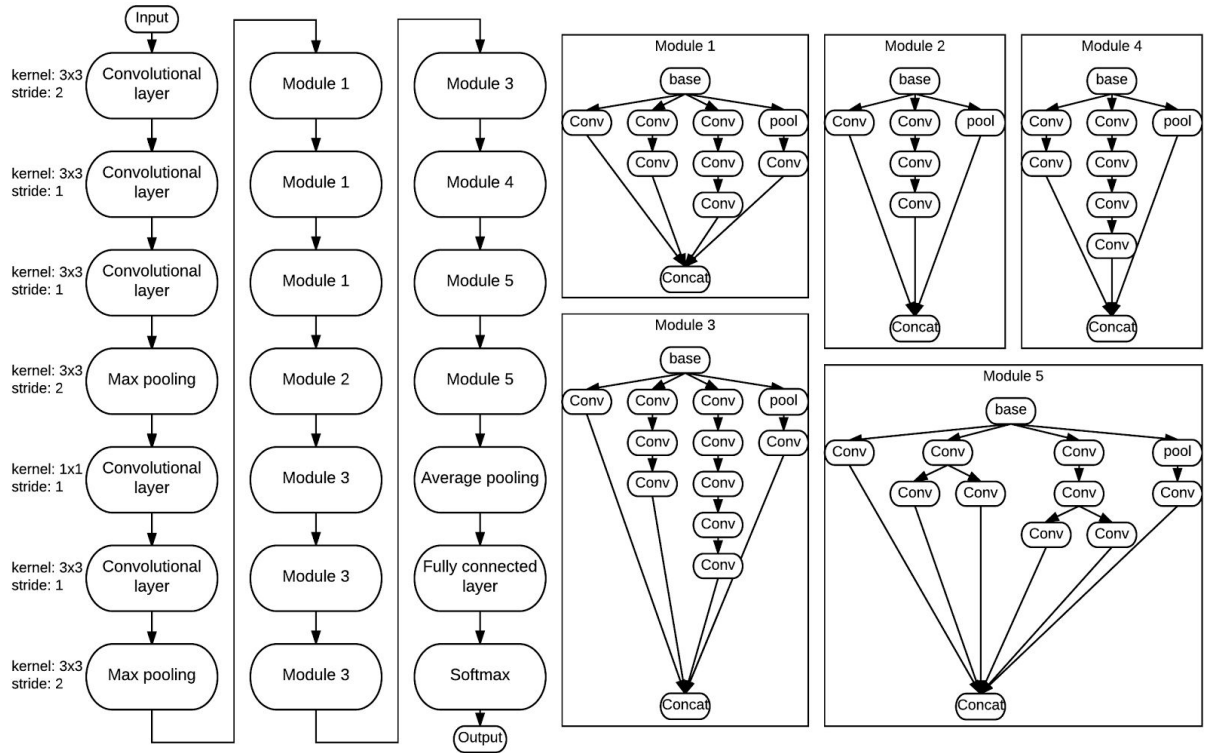 Input
kernel: 3x3
stride: 2
Convolutional
layer
kernel: 3x3
stride: 1
Convolutional
layer
kernel: 3x3
stride: 1
Convolutional
layer
kernel: 3x3
stride: 2
Max pooling
kernel: 1x1
stride: 1
Convolutional
layer
kernel: 3x3
stride: 1
Convolutional
layer
kernel: 3x3
stride: 2
Max pooling
Module 1
Module 1
Module 1
Module 2
Module 3
Module 3
Module 3
Module 3
Module 4
Module 5
Module 5
Average pooling
Fully connected
layer
Softmax
Output
Module 1
base
Conv Conv Conv pool
Conv Conv Conv
Conv
Concat
Module 2
base
Conv Conv pool
Conv
Conv
Concat
Module 4
base
Conv Conv pool
Conv Conv
Conv
Conv
Concat
Module 3
base
Conv Conv Conv pool
Conv Conv Conv
Conv Conv
Conv
Conv
Concat
Module 5
base
Conv Conv Conv pool
Conv Conv Conv Conv
Conv Conv
Concat